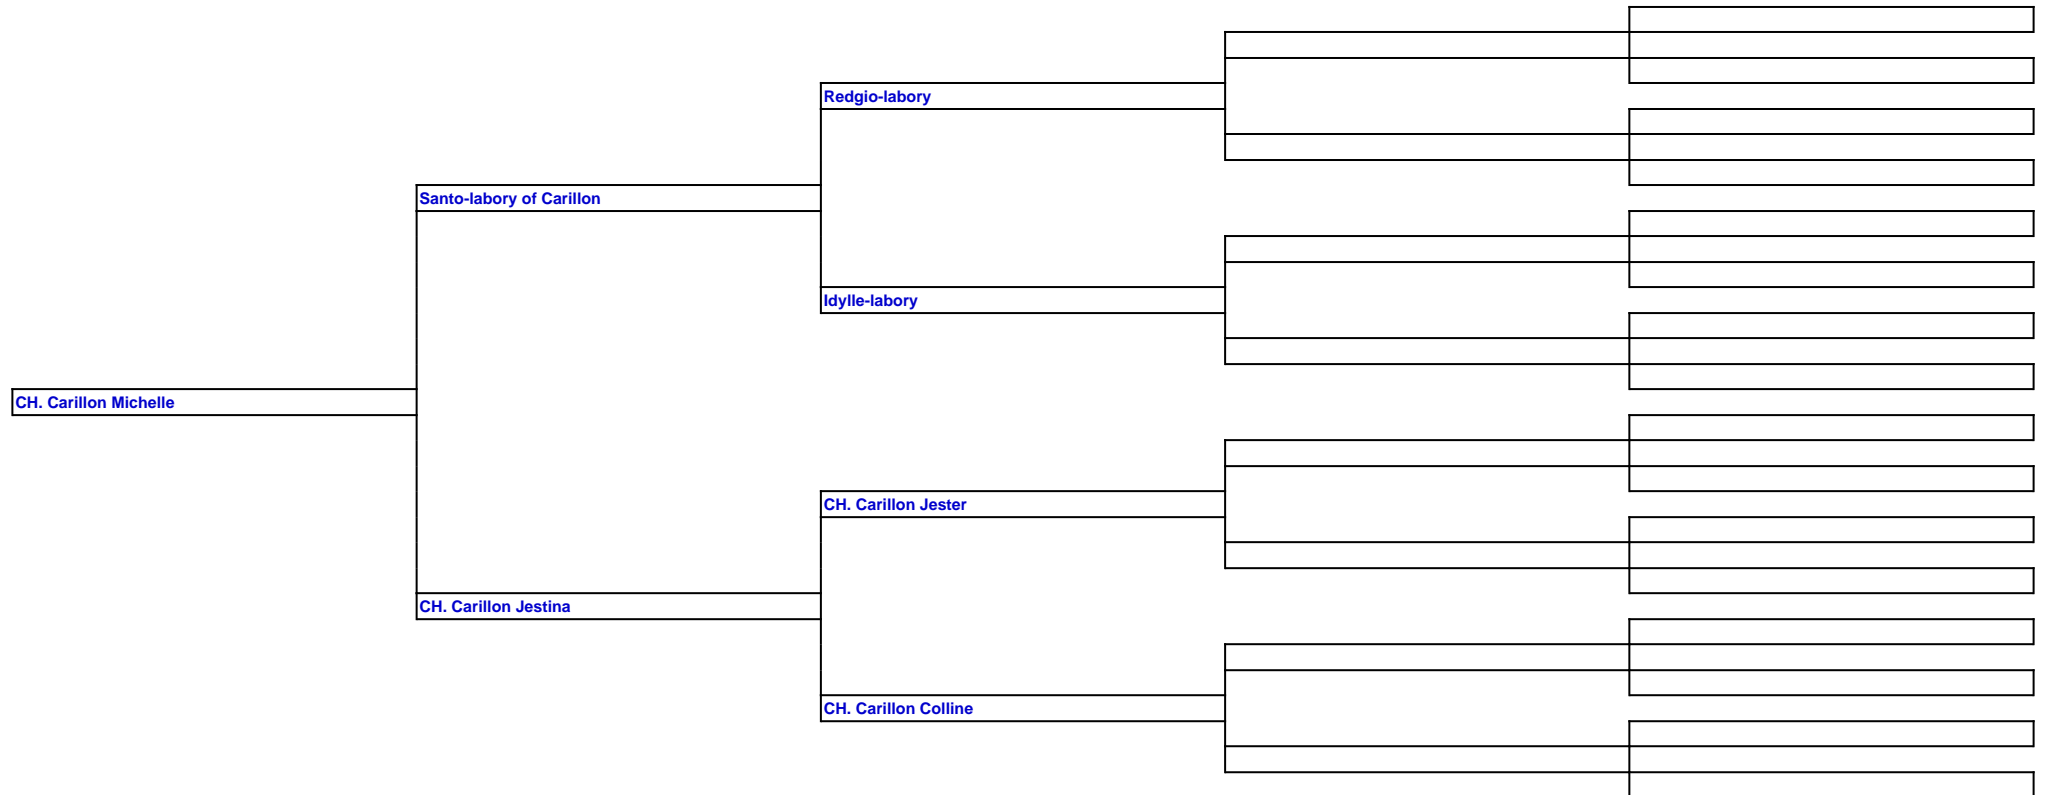 Redgio-labory
Santo-labory of Carillon
Idylle-labory
CH. Carillon Michelle
CH. Carillon Jester
CH. Carillon Jestina
CH. Carillon Colline